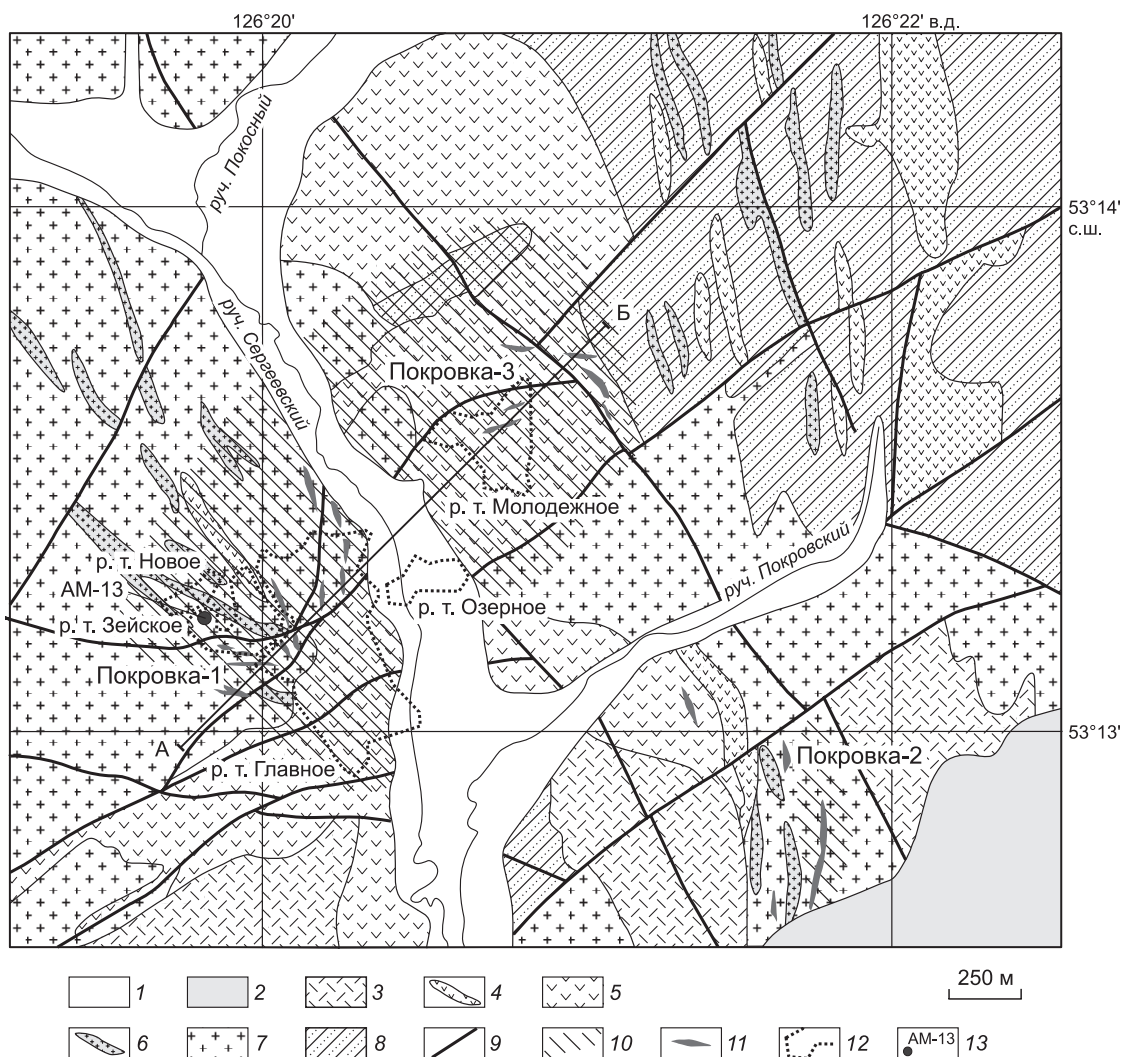 126°20'
126°22' в.д.
руч. Покосный
53°14'
с.ш.
руч. Сергеевский
Б
Покровка-3
р. т. Молодежное
руч. Покровский
р. т. Новое
АМ-13
р. т. Зейское
р. т. Озерное
Покровка-1
А
53°13'
р. т. Главное
Покровка-2
1
2
3
4
5
250 м
6
7
8
9
10
11
12
АМ-13
13